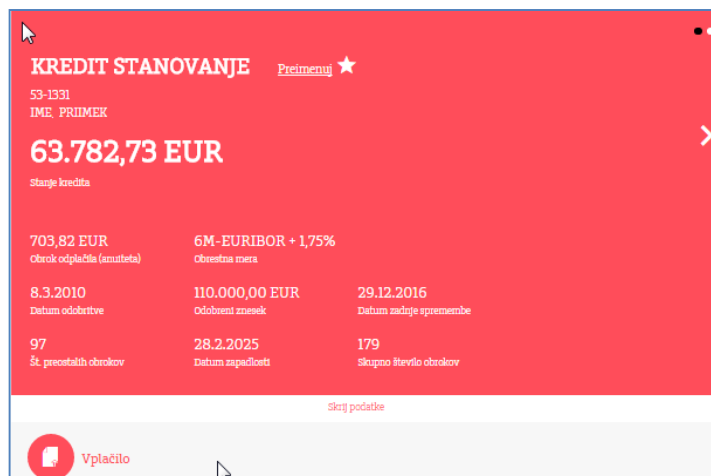 KREDIT STANOVANJE Preimenuj
53-1331
IME, PRIIMEK
63.782,73 EUR
Stanje kredita
703,82 EUR 6M-EURIBOR + 1,75%
Obrok odplačila (anuiteta) Obrestna mera
8.3.2010 110.000,00 EUR 29.12.2016
Datum odobritve Odobreni znesek Datum zadnje spremembe
97 28.2.2025 179
Št. preostalih obrokov Datum zapadlosti Skupno število obrokov
Skrij podatke
Vplačilo